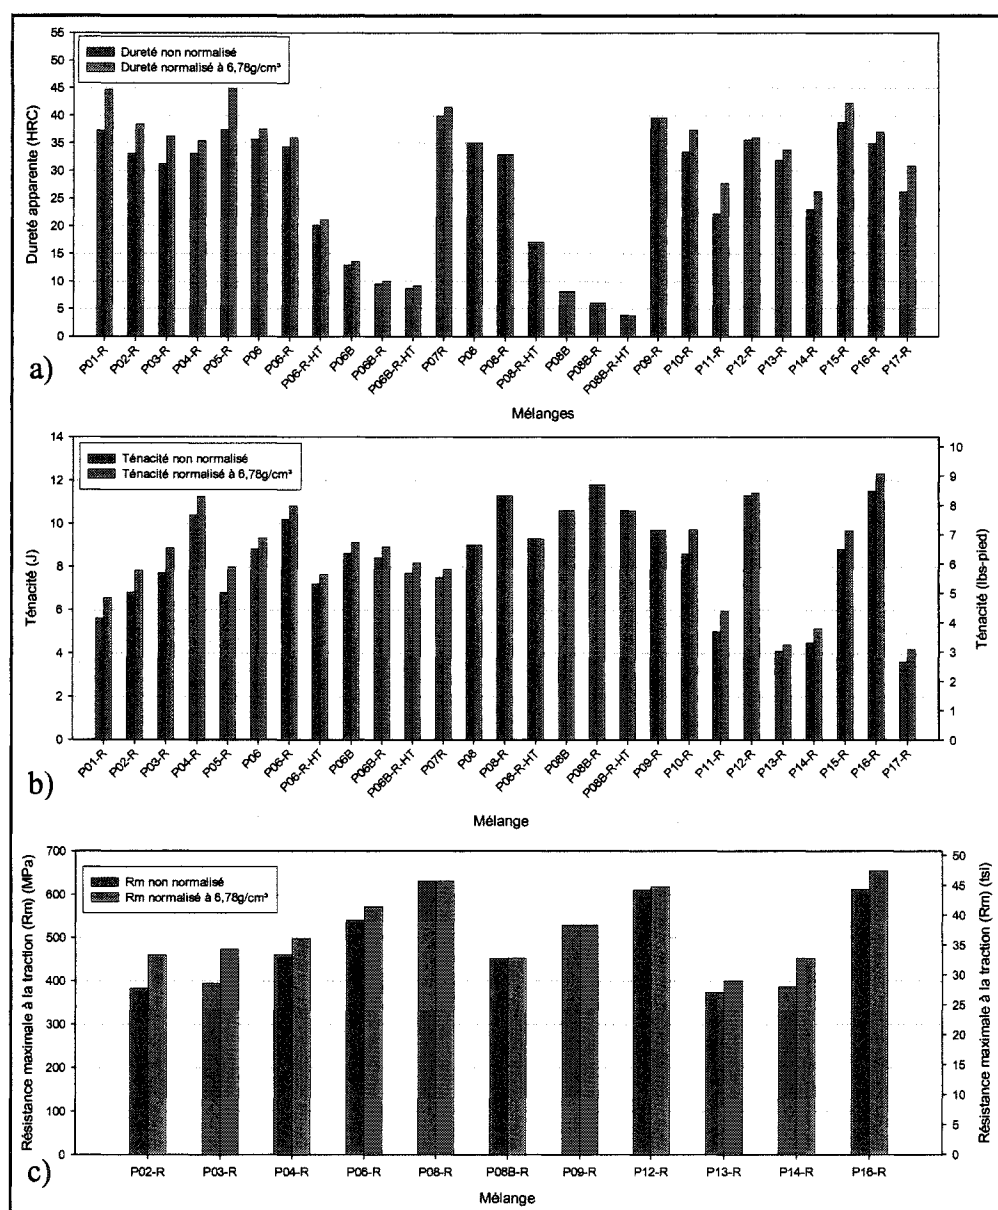 Dureté apparente (HRC)
55
50
45
40
35
30
25
20
15
10
5
0
Dureté non normalisé
Dureté normalisé à 6,78g/cm³
P01-R
P02-R
P03-R
P04-R
P05-R
P06
P06-R
P06-R-HT
P06B
P06B-R
P06B-R-HT
P07R
P08
P08-R
P08-R-HT
P08B
P08B-R
P08B-R-HT
P09-R
P10-R
P11-R
P12-R
P13-R
P14-R
P15-R
P16-R
P17-R
a)
Mélanges
Ténacité (J)
14
12
10
8
6
4
2
0
Ténacité non normalisé
Ténacité normalisé à 6,78g/cm³
10
9
8
7
6
5
4
3
2
1
0
Ténacité (lbs-pied)
P01-R
P02-R
P03-R
P04-R
P05-R
P06
P06-R
P06-R-HT
P06B
P06B-R
P06B-R-HT
P07R
P08
P08-R
P08-R-HT
P08B
P08B-R
P08B-R-HT
P09-R
P10-R
P11-R
P12-R
P13-R
P14-R
P15-R
P16-R
P17-R
b)
Mélange
Résistance maximale à la traction (Rm) (MPa)
700
600
500
400
300
200
100
0
Rm non normalisé
Rm normalisé à 6,78g/cm³
50
45
40
35
30
25
20
15
10
5
0
Résistance maximale à la traction (Rm) (tsi)
P02-R
P03-R
P04-R
P06-R
P08-R
P08B-R
P09-R
P12-R
P13-R
P14-R
P16-R
c)
Mélange